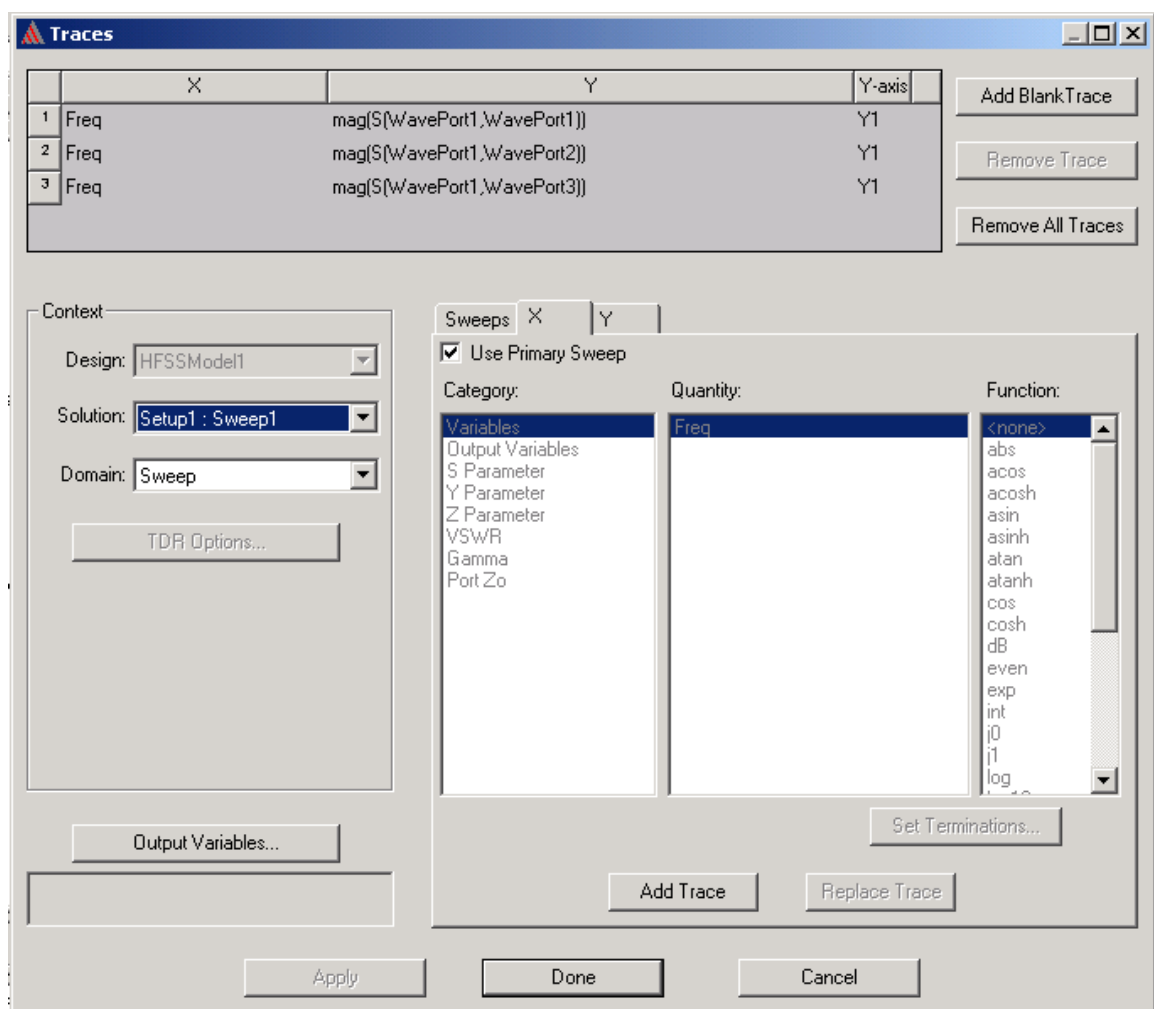 Traces
X Y Y-axis
Add BlankTrace
1 Freq mag(S(WavePort1,WavePort1)) Y1
2 Freq mag(S(WavePort1,WavePort2)) Y1
Remove Trace
3 Freq mag(S(WavePort1,WavePort3)) Y1
Remove All Traces
Context
Design: HFSSModel1
Solution: Setup1 : Sweep1
Domain: Sweep
TDR Options...
Output Variables...
Sweeps X Y
Use Primary Sweep
Category: Quantity: Function:
Variables Freq <none>
Output Variables abs
S Parameter acos
Y Parameter acosh
Z Parameter asin
VSWR asinh
Gamma atan
Port Zo atanh
cos
cosh
dB
even
exp
int
j0
j1
log
Set Terminations...
Add Trace Replace Trace
Apply Done Cancel